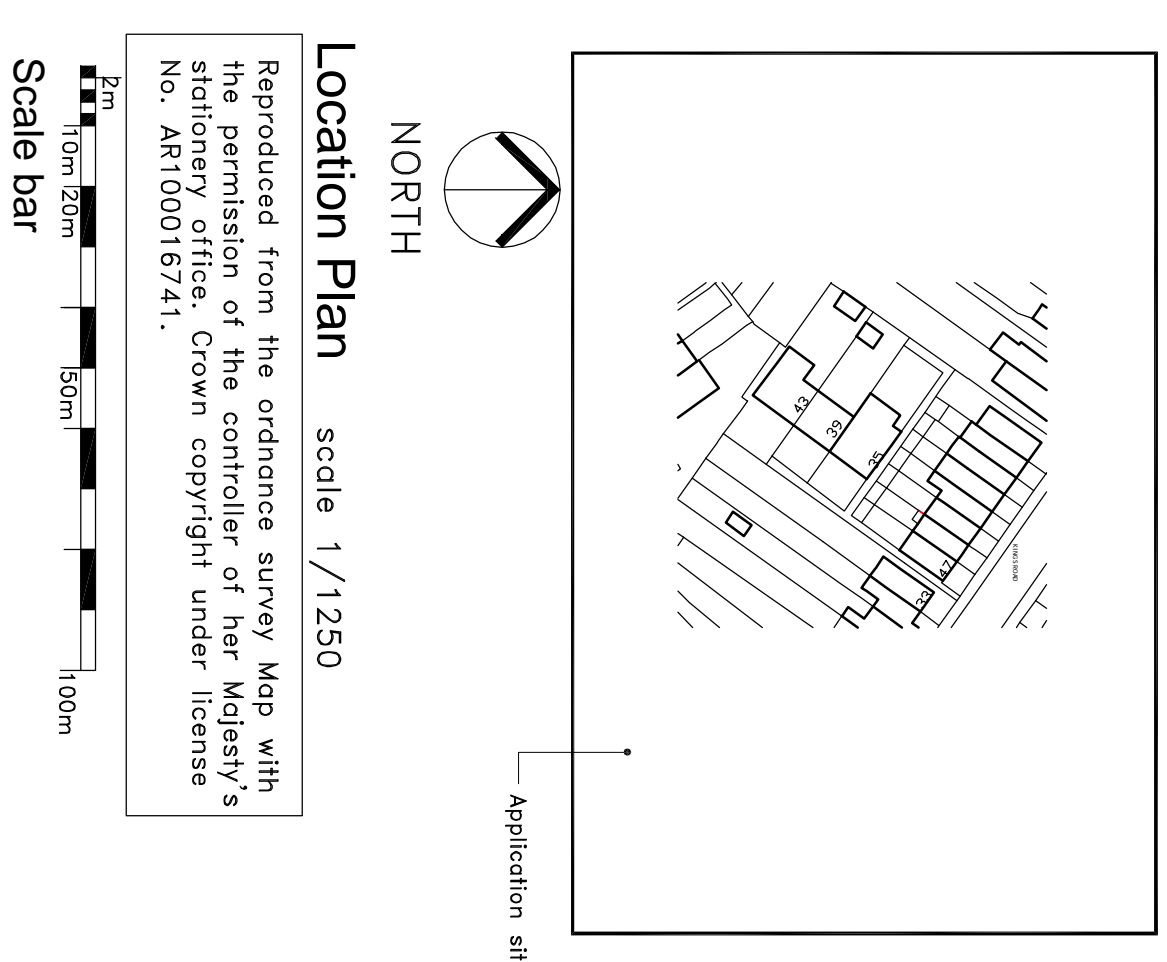 43
39
35
47
33
KINGS ROAD
Application sit
NORTH
Location Plan scale 1/1250
Reproduced from the ordnance survey Map with
the permission of the controller of her Majesty's
stationery office. Crown copyright under license
No. AR100016741.
2m
10m 20m 50m 100m
Scale bar